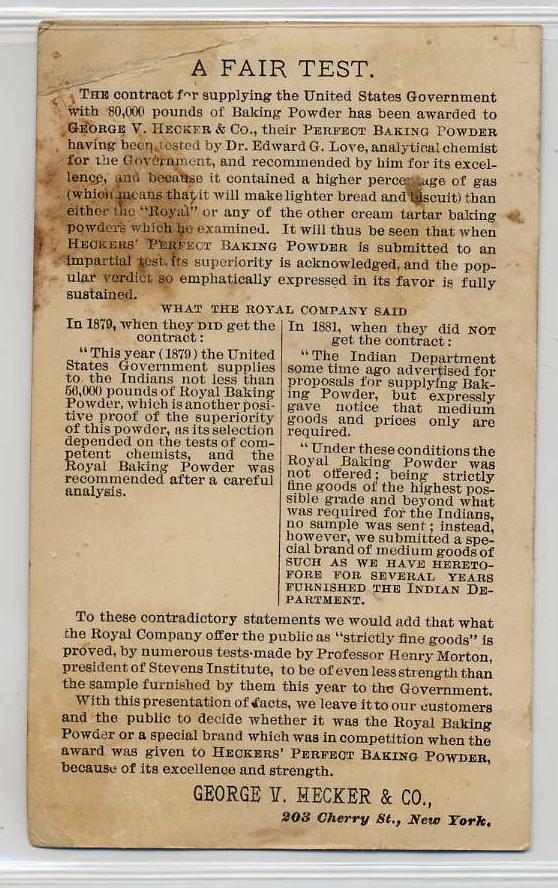 A FAIR TEST.
THE contract for supplying the United States Government
with 80,000 pounds of Baking Powder has been awarded to
GEORGE V. HECKER & CO., their PERFECT BAKING POWDER
having been tested by Dr. Edward G. Love, analytical chemist
for the Government, and recommended by him for its excel-
lence, and because it contained a higher percentage of gas
(which means that it will make lighter bread and biscuit) than
either the "Royal" or any of the other cream tartar baking
powders which he examined. It will thus be seen that when
HECKERS' PERFECT BAKING POWDER is submitted to an
impartial test, its superiority is acknowledged, and the pop-
ular verdict so emphatically expressed in its favor is fully
sustained.
WHAT THE ROYAL COMPANY SAID
In 1879, when they DID get the
contract:
"This year (1879) the United
States Government supplies
to the Indians not less than
56,000 pounds of Royal Baking
Powder, which is another posi-
tive proof of the superiority
of this powder, as its selection
depended on the tests of com-
petent chemists, and the
Royal Baking Powder was
recommended after a careful
analysis.
In 1881, when they did NOT
get the contract:
"The Indian Department
some time ago advertised for
proposals for supplying Bak-
ing Powder, but expressly
gave notice that medium
goods and prices only are
required.
"Under these conditions the
Royal Baking Powder was
not offered; being strictly
fine goods of the highest pos-
sible grade and beyond what
was required for the Indians,
no sample was sent; instead,
however, we submitted a spe-
cial brand of medium goods of
SUCH AS WE HAVE HERETO-
FORE FOR SEVERAL YEARS
FURNISHED THE INDIAN DE-
PARTMENT.
To these contradictory statements we would add that what
the Royal Company offer the public as "strictly fine goods" is
proved, by numerous tests made by Professor Henry Morton,
president of Stevens Institute, to be of even less strength than
the sample furnished by them this year to the Government.
With this presentation of facts, we leave it to our customers
and the public to decide whether it was the Royal Baking
Powder or a special brand which was in competition when the
award was given to HECKERS' PERFECT BAKING POWDER,
because of its excellence and strength.
GEORGE V. HECKER & CO.,
203 Cherry St., New York.